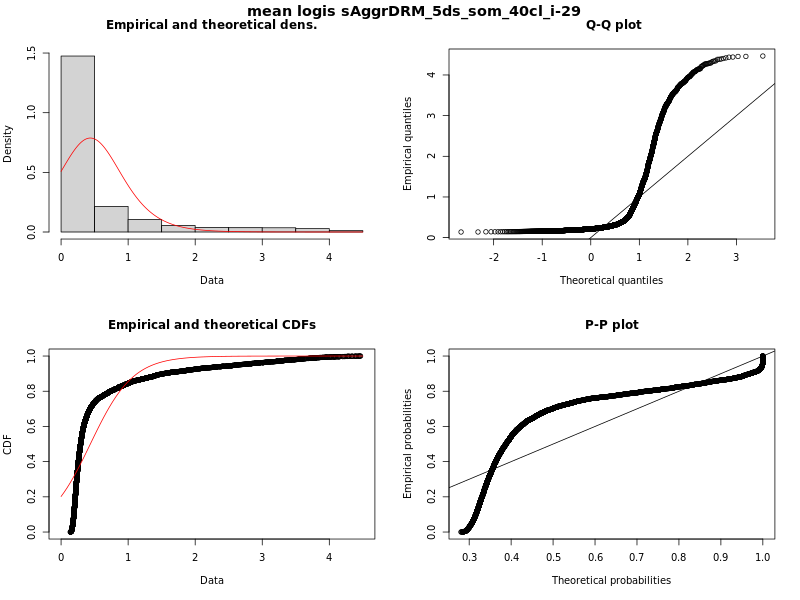 mean logis sAggrDRM_5ds_som_40cl_i-29
Empirical and theoretical dens.
Density
0.0 0.5 1.0 1.5
0 1 2 3 4
Data
Q-Q plot
Empirical quantiles
0 1 2 3 4
-2 -1 0 1 2 3
Theoretical quantiles
Empirical and theoretical CDFs
CDF
0.0 0.2 0.4 0.6 0.8 1.0
0 1 2 3 4
Data
P-P plot
Empirical probabilities
0.0 0.2 0.4 0.6 0.8 1.0
0.3 0.4 0.5 0.6 0.7 0.8 0.9 1.0
Theoretical probabilities